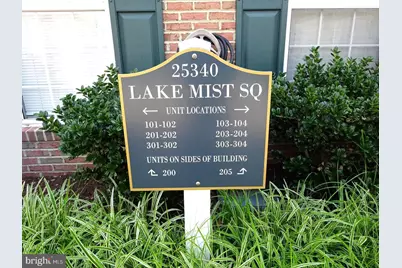 25340
LAKE MIST SQ
← UNIT LOCATIONS →
101-102 103-104
201-202 203-204
301-302 303-304
UNITS ON SIDES OF BUILDING
↰ 200 205 ↱
bright MLS